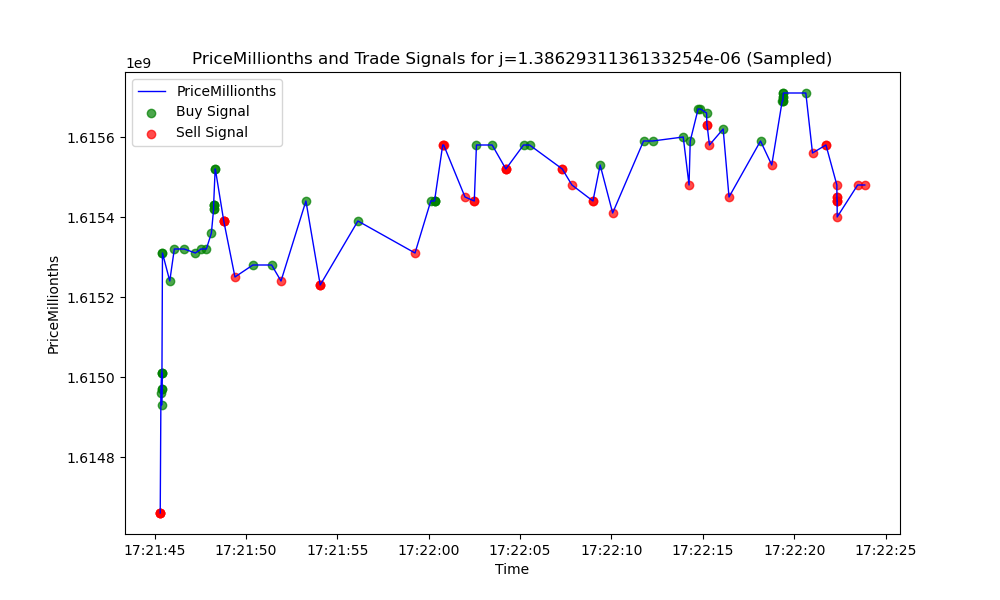 PriceMillionths and Trade Signals for j=1.3862931136133254e-06 (Sampled)
1e9
PriceMillionths
Buy Signal
Sell Signal
1.6156
1.6154
1.6152
1.6150
1.6148
PriceMillionths
17:21:45 17:21:50 17:21:55 17:22:00 17:22:05 17:22:10 17:22:15 17:22:20 17:22:25
Time